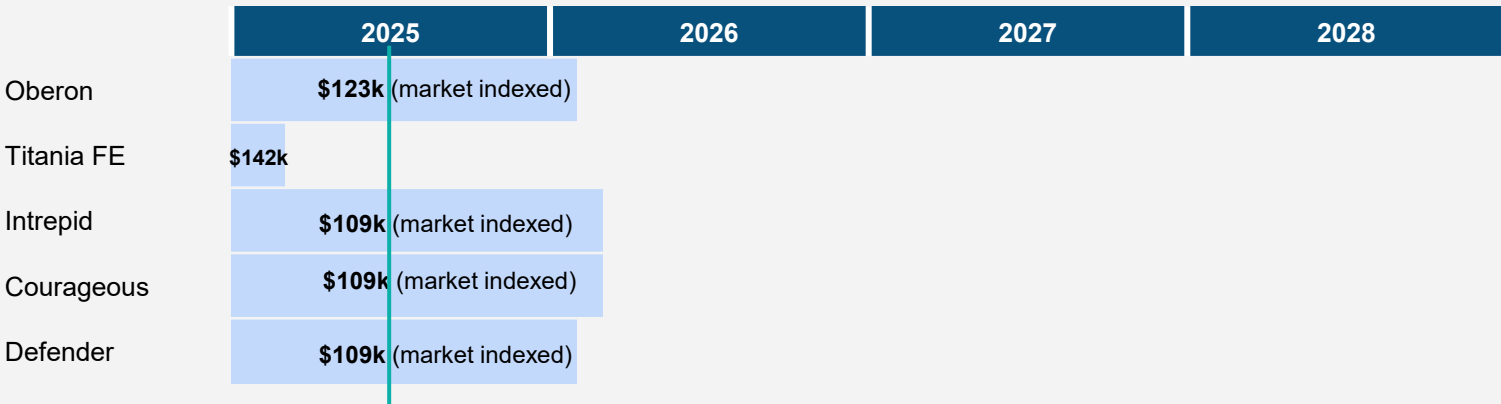 2025 2026 2027 2028
Oberon $123k (market indexed)
Titania FE $142k
Intrepid $109k (market indexed)
Courageous $109k (market indexed)
Defender $109k (market indexed)